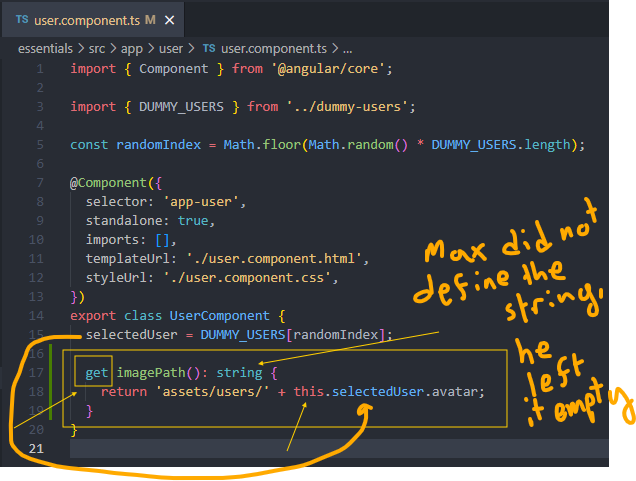 TS user.component.ts M ×
essentials > src > app > user > TS user.component.ts > ...
1 import { Component } from '@angular/core';
2
3 import { DUMMY_USERS } from '../dummy-users';
4
5 const randomIndex = Math.floor(Math.random() * DUMMY_USERS.length);
6
7 @Component({
8 selector: 'app-user',
9 standalone: true,
10 imports: [],
11 templateUrl: './user.component.html',
12 styleUrl: './user.component.css',
13 })
14 export class UserComponent {
15 selectedUser = DUMMY_USERS[randomIndex];
16
17 get imagePath(): string {
18 return 'assets/users/' + this.selectedUser.avatar;
19 }
20 }
21
Max did not
define the
string.
he
left
it empty.